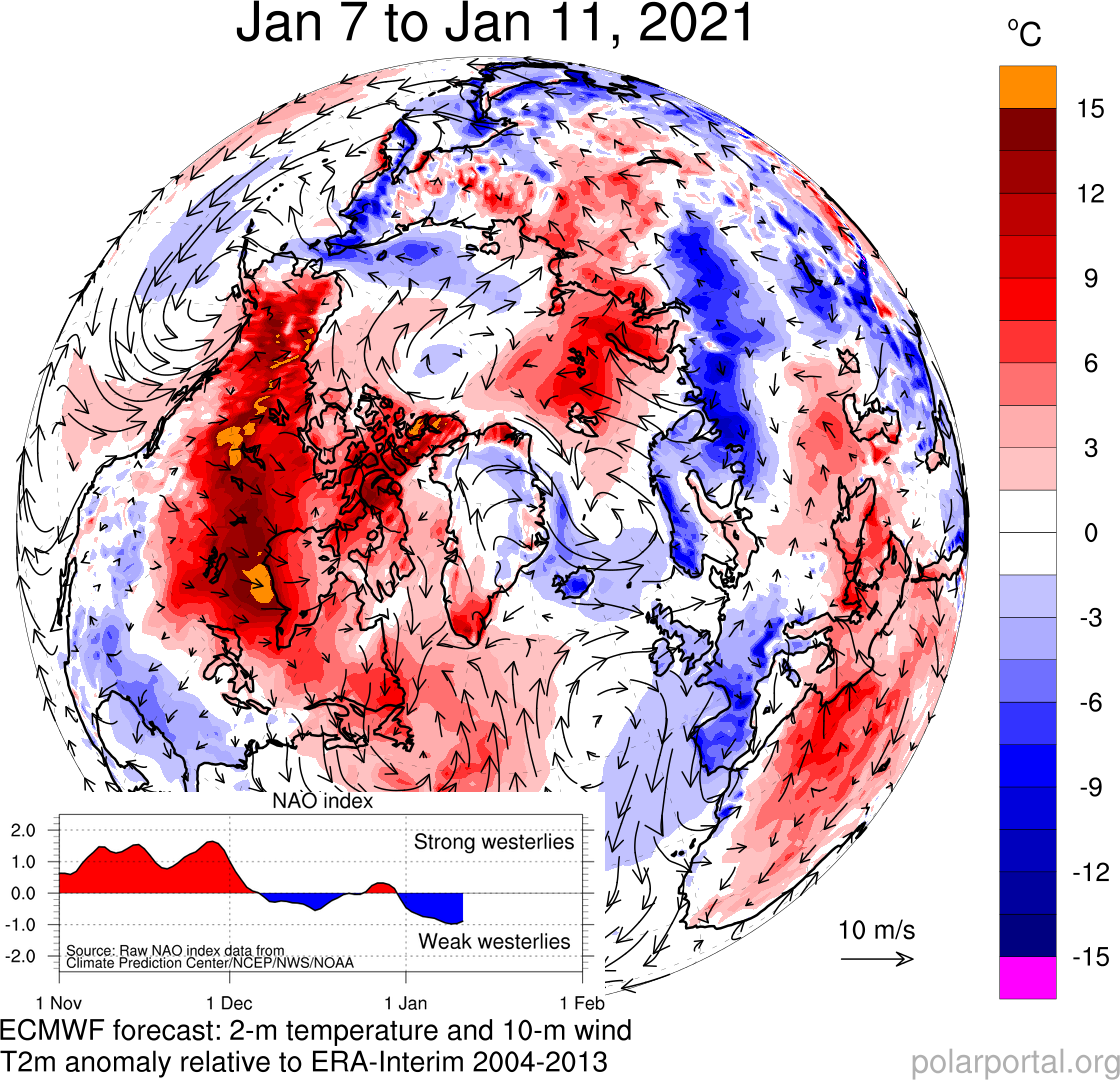 Jan 7 to Jan 11, 2021
oC
15
12
9
6
3
0
-3
-6
-9
-12
-15
10 m/s
NAO index
2.0
1.0
0.0
-1.0
-2.0
Strong westerlies
Weak westerlies
Source: Raw NAO index data from
Climate Prediction Center/NCEP/NWS/NOAA
1 Nov
1 Dec
1 Jan
1 Feb
ECMWF forecast: 2-m temperature and 10-m wind
T2m anomaly relative to ERA-Interim 2004-2013
polarportal.org